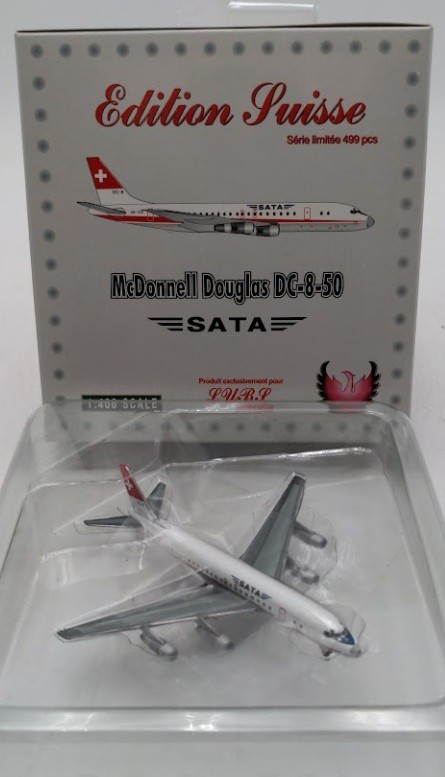 Edition Suisse
Série limitée 499 pcs
SATA
McDonnell Douglas DC-8-50
SATA
1:400 SCALE
Produit exclusivement pour
SATA